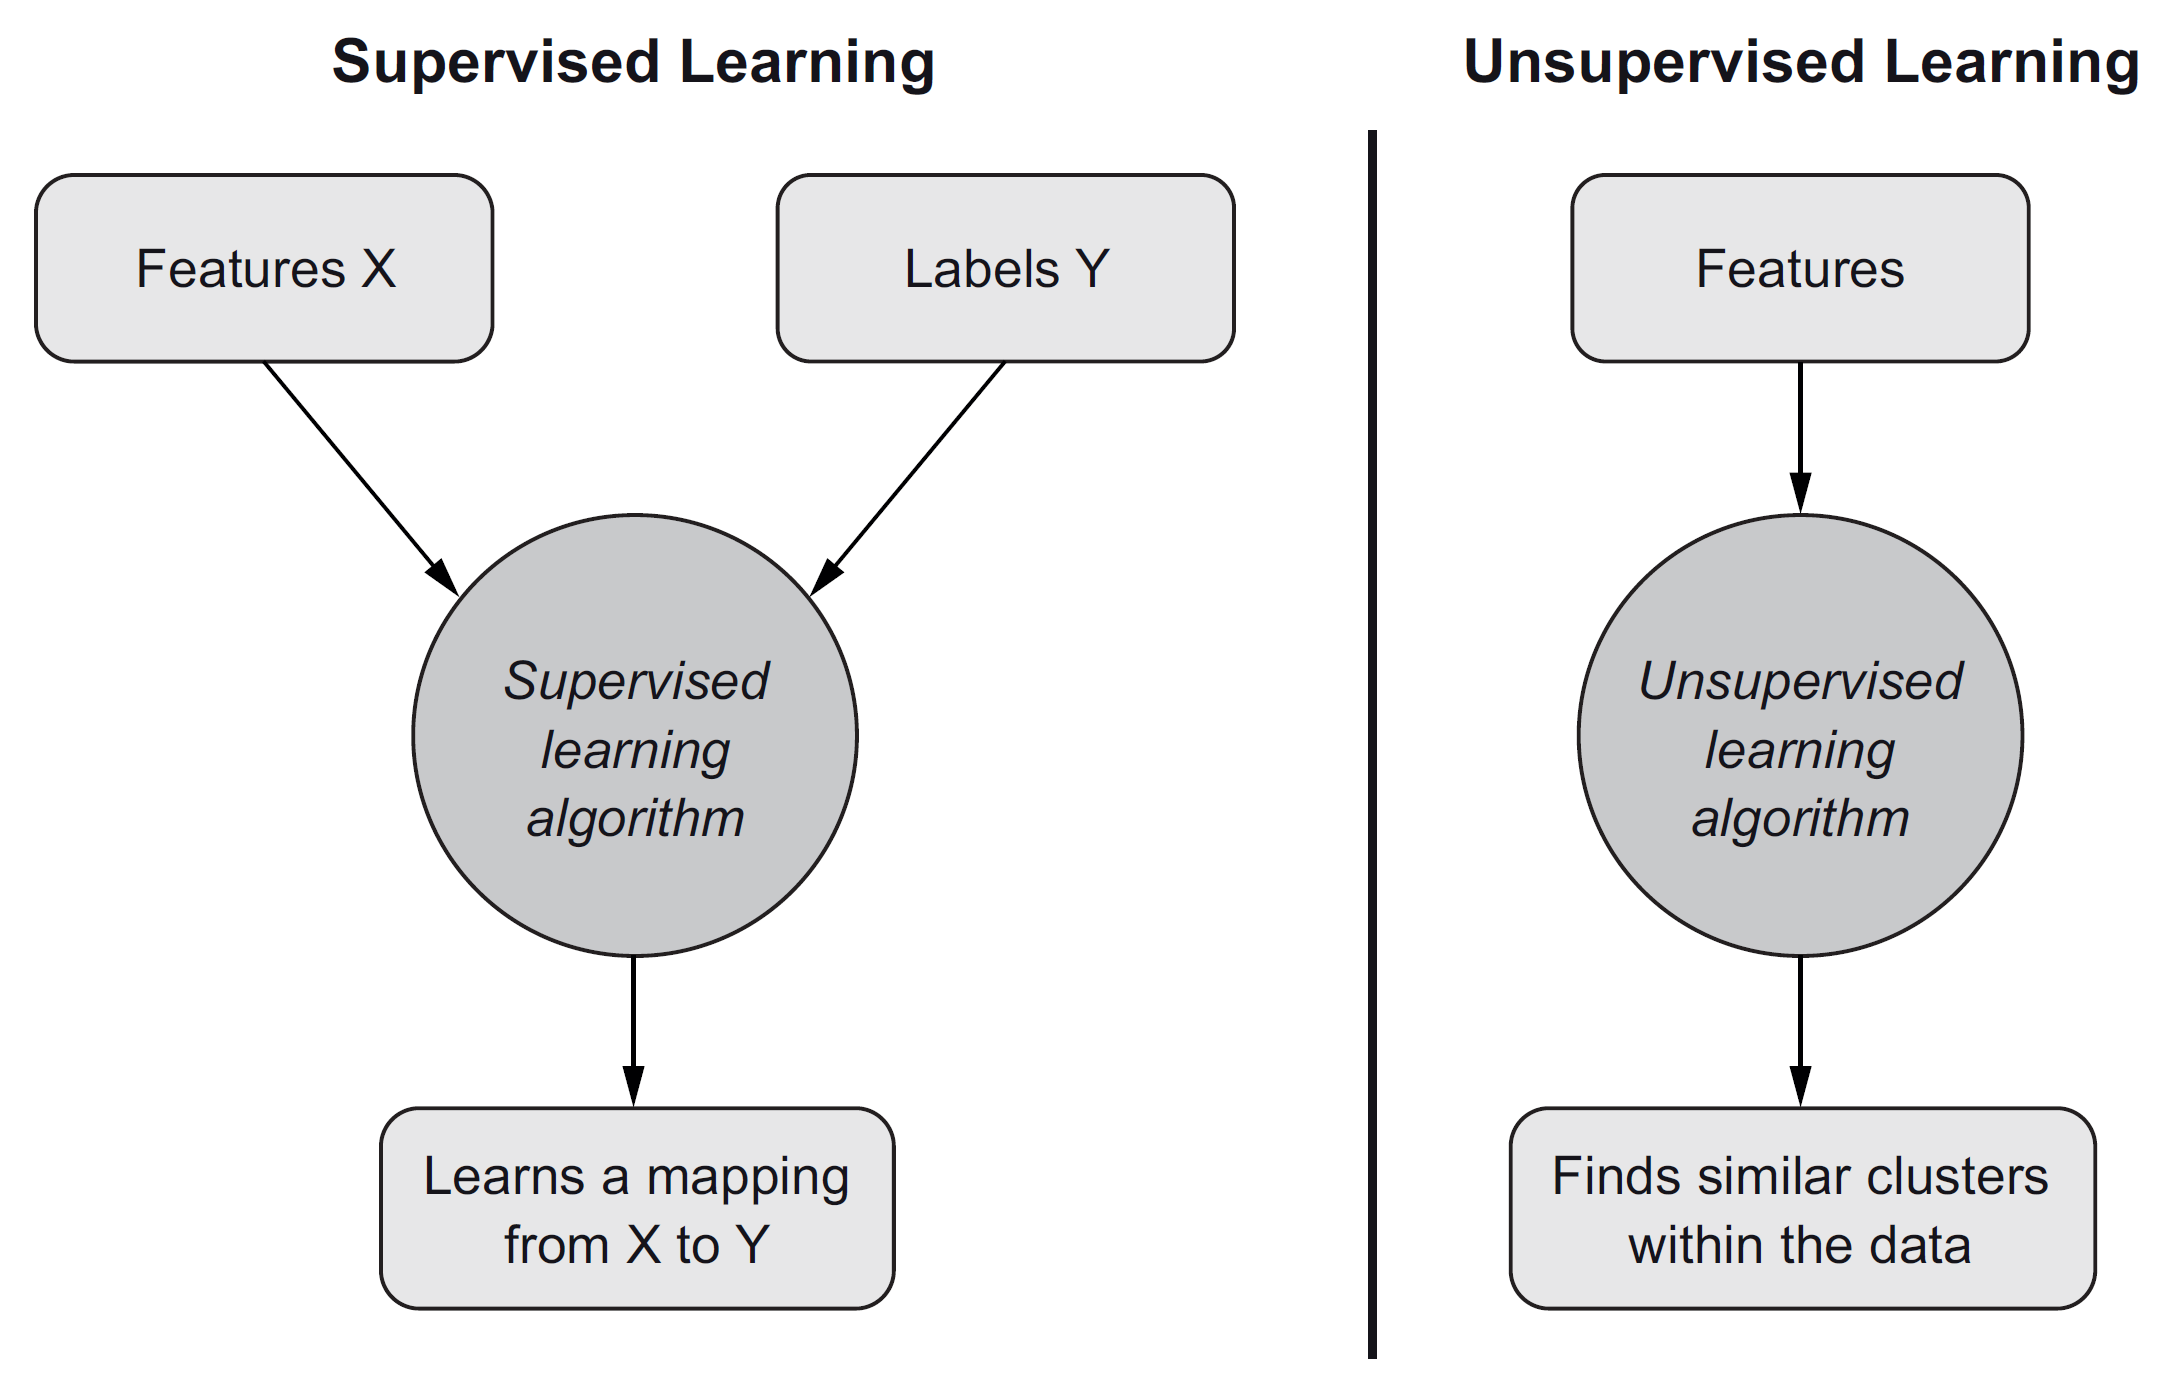 Supervised Learning
Features X
Labels Y
Supervised
learning
algorithm
Learns a mapping
from X to Y
Unsupervised Learning
Features
Unsupervised
learning
algorithm
Finds similar clusters
within the data